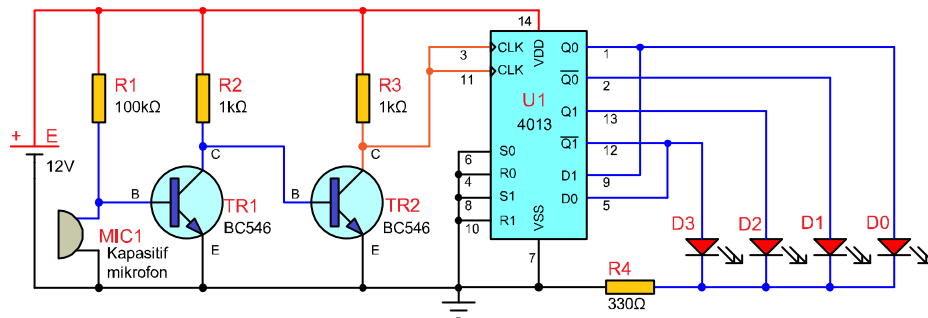 R1
100kΩ
R2
1kΩ
R3
1kΩ
+
E
12V
MIC1
Kapasitif
mikrofon
B
C
E
TR1
BC546
B
C
E
TR2
BC546
3
11
6
4
8
10
14
7
CLK
CLK
VDD
U1
4013
S0
R0
S1
R1
VSS
Q0
Q0
Q1
Q1
D1
D0
1
2
13
12
9
5
D3
D2
D1
D0
R4
330Ω